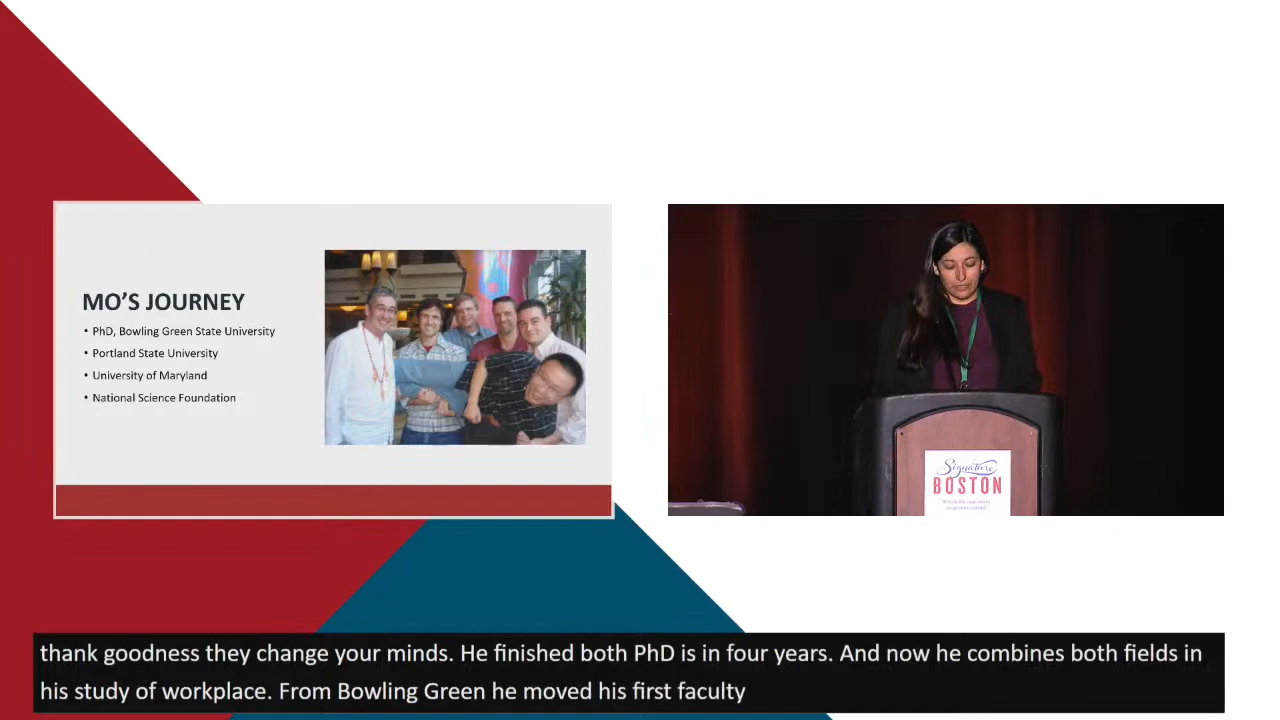 MO'S JOURNEY
• PhD, Bowling Green State University
• Portland State University
• University of Maryland
• National Science Foundation
Signature
BOSTON
thank goodness they change your minds. He finished both PhD is in four years. And now he combines both fields in
his study of workplace. From Bowling Green he moved his first faculty